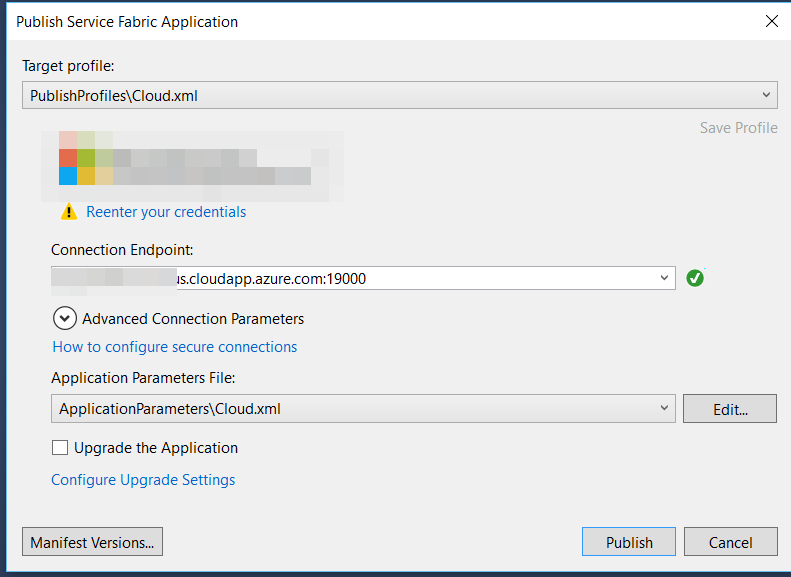 Publish Service Fabric Application
Target profile:
PublishProfiles\Cloud.xml
Save Profile
Reenter your credentials
Connection Endpoint:
.cloudapp.azure.com:19000
Advanced Connection Parameters
How to configure secure connections
Application Parameters File:
ApplicationParameters\Cloud.xml
Edit...
Upgrade the Application
Configure Upgrade Settings
Manifest Versions...
Publish
Cancel